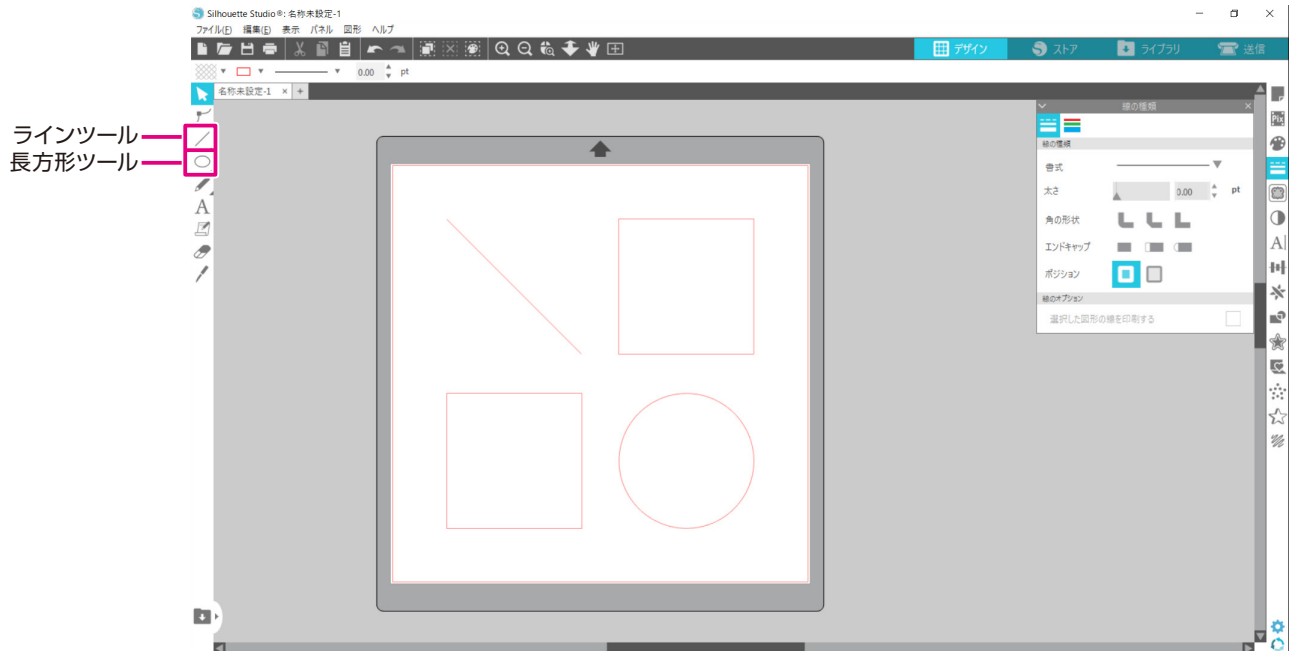 Silhouette Studio®: 名称未設定-1
ファイル(F) 編集(E) 表示 パネル 図形 ヘルプ
デザイン ストア ライブラリ 送信
0.00 pt
名称未設定-1 × +
線の種類
Pix
ラインツール
長方形ツール
線の種類
書式
太さ 0.00 pt
角の形状
エンドキャップ
ポジション
線のオプション
選択した図形の線を印刷する
A
A